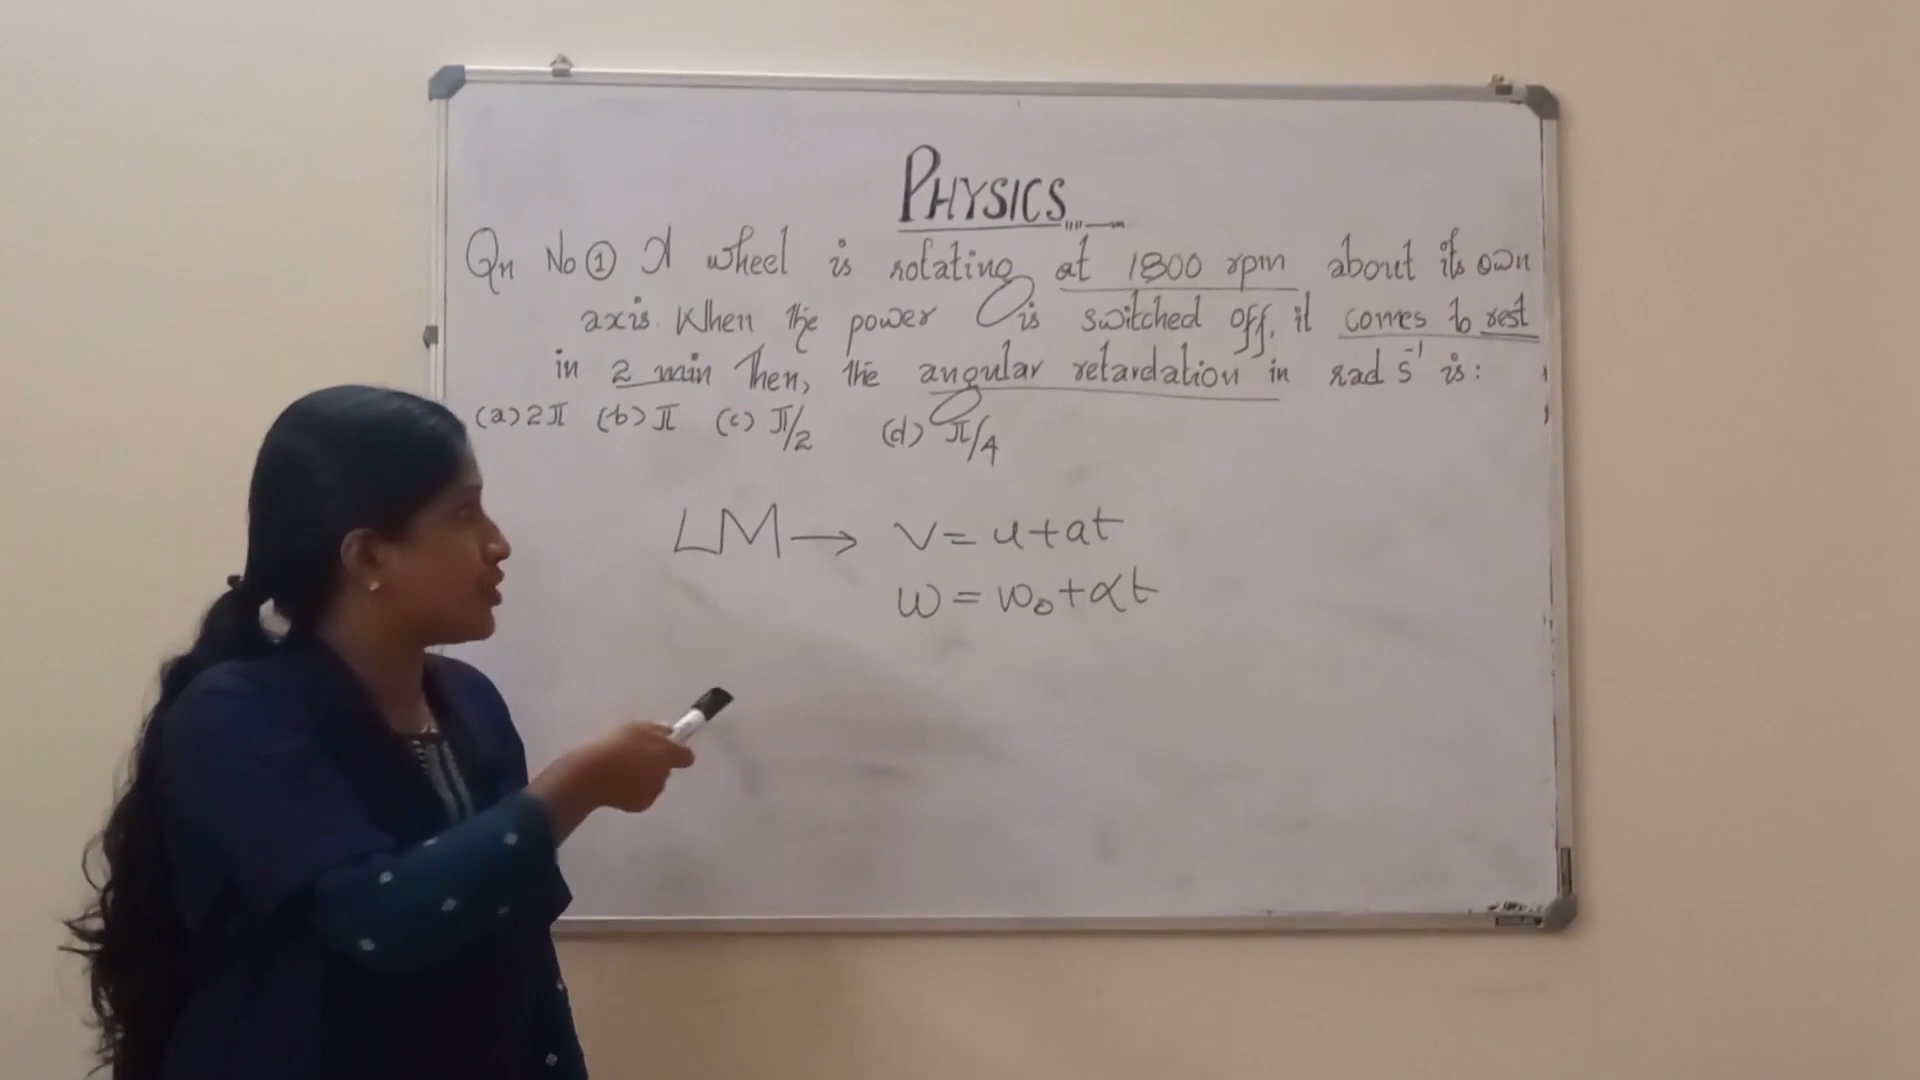 PHYSICS
Qn No ① A wheel is rotating at 1800 rpm about its own
axis. When the power is switched off, it comes to rest
in 2 min Then, the angular retardation in rad s⁻¹ is:
(a) 2π (b) π (c) π/2 (d) π/4
LM → v = u + at
ω = ω₀ + αt